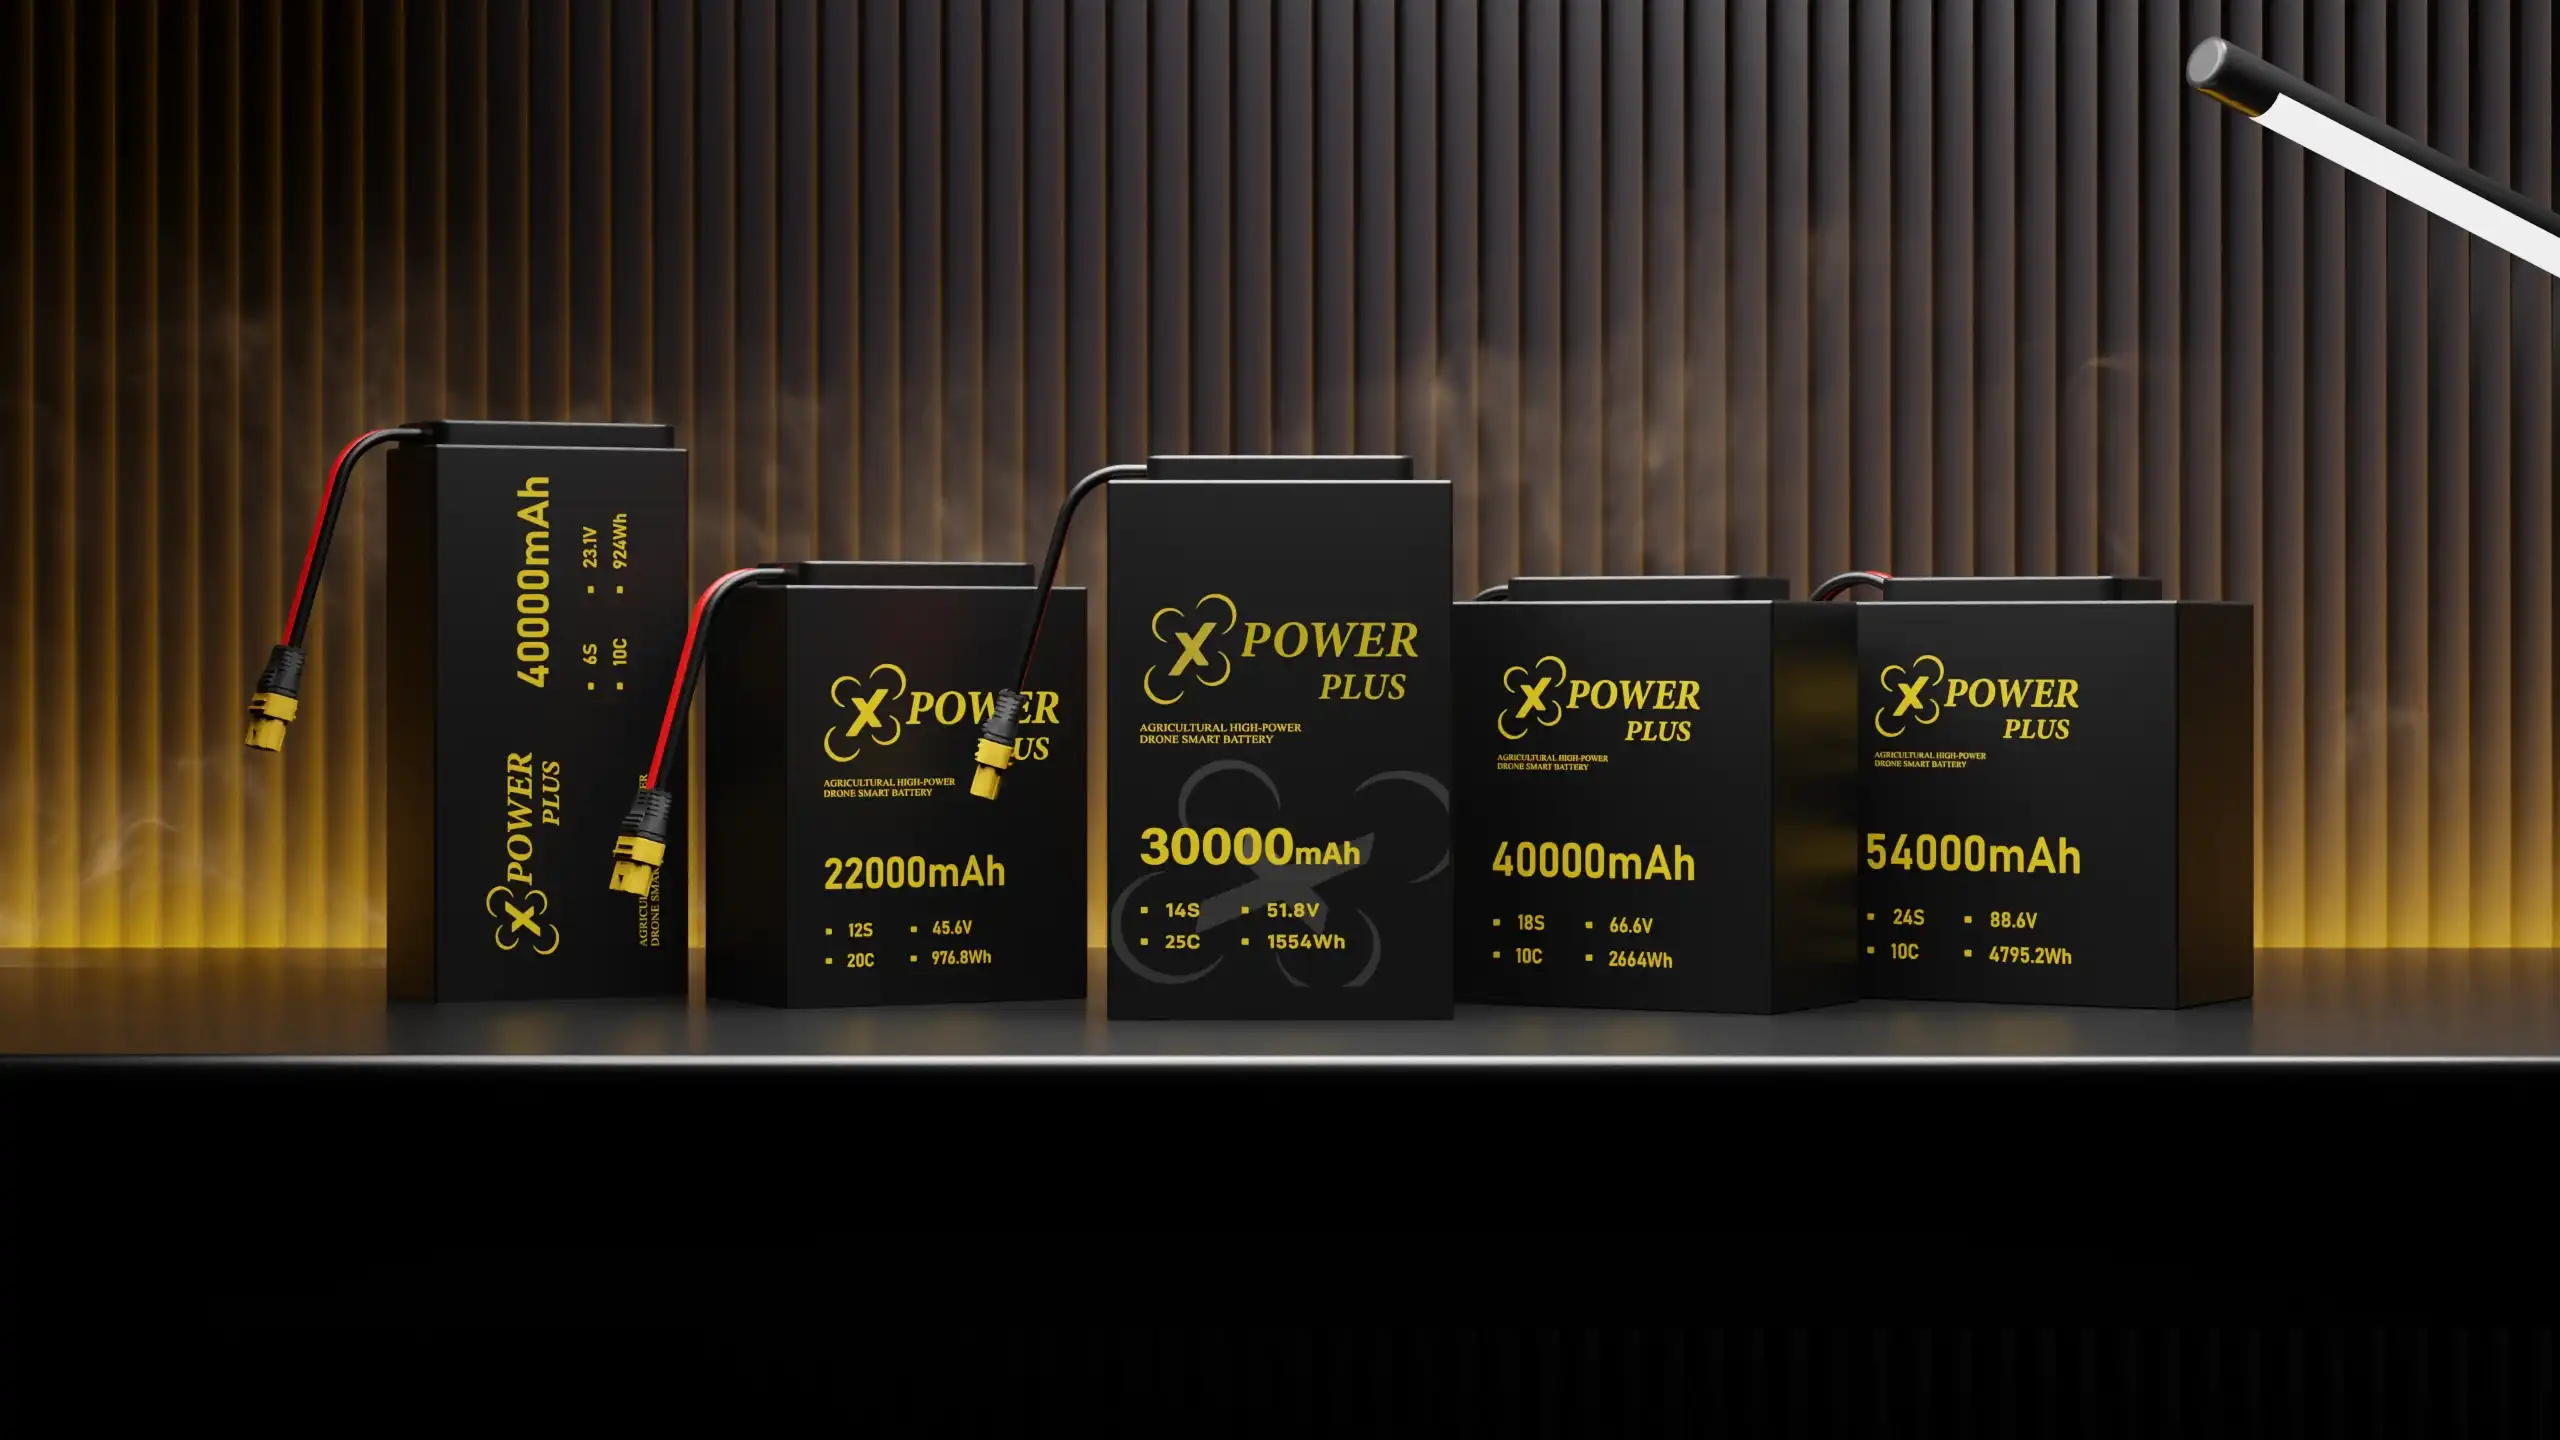 40000mAh
6S
23.1V
10C
924Wh
X POWER
PLUS
DRONE
X POWER
AGRICULTURAL HIGH-POWER
DRONE SMART BATTERY
22000mAh
12S
45.6V
20C
976.8Wh
X POWER
PLUS
AGRICULTURAL HIGH-POWER
DRONE SMART BATTERY
30000mAh
14S
51.8V
25C
1554Wh
X POWER
PLUS
AGRICULTURAL HIGH-POWER
DRONE SMART BATTERY
40000mAh
18S
66.6V
10C
2664Wh
X POWER
PLUS
AGRICULTURAL HIGH-POWER
DRONE SMART BATTERY
54000mAh
24S
88.6V
10C
4795.2Wh